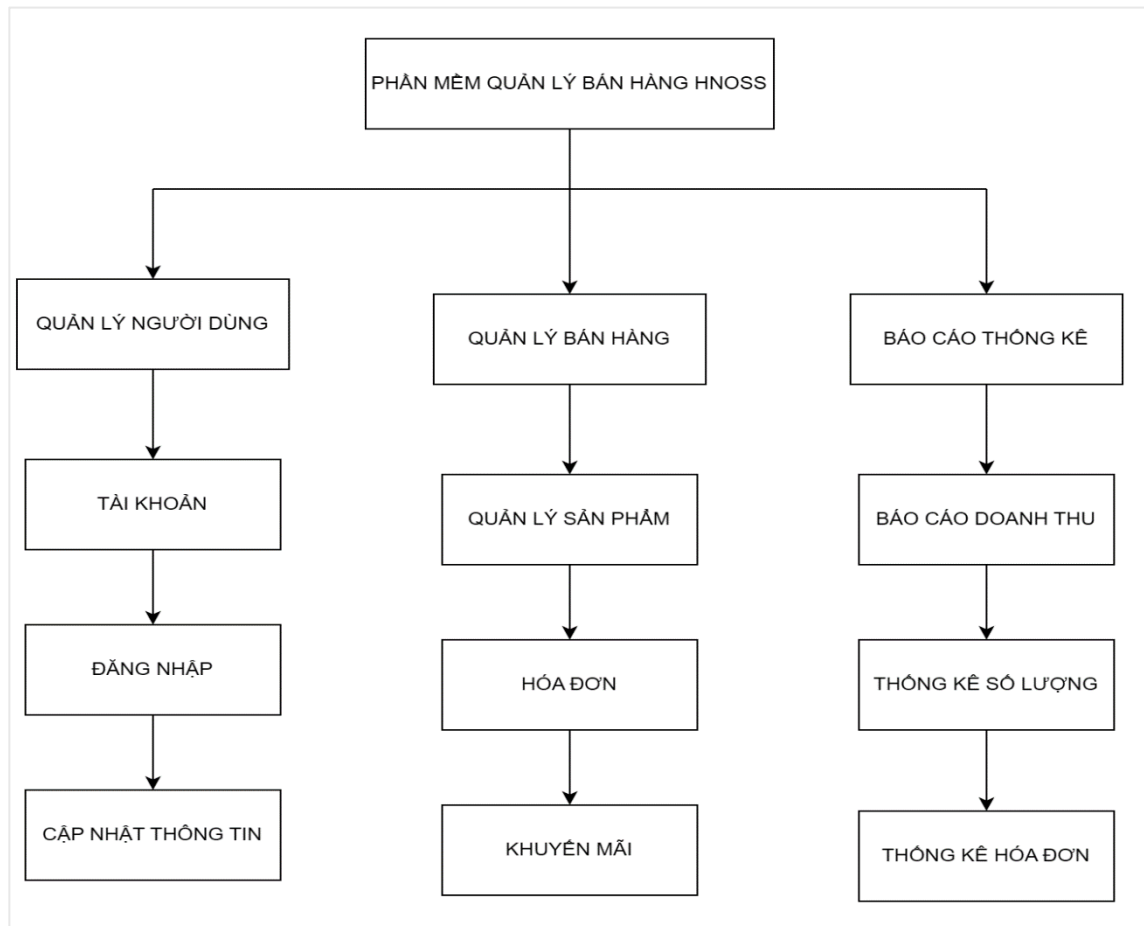 PHẦN MỀM QUẢN LÝ BÁN HÀNG HNOSS
QUẢN LÝ NGƯỜI DÙNG
QUẢN LÝ BÁN HÀNG
BÁO CÁO THỐNG KÊ
TÀI KHOẢN
QUẢN LÝ SẢN PHẨM
BÁO CÁO DOANH THU
ĐĂNG NHẬP
HÓA ĐƠN
THỐNG KÊ SỐ LƯỢNG
CẬP NHẬT THÔNG TIN
KHUYẾN MÃI
THỐNG KÊ HÓA ĐƠN